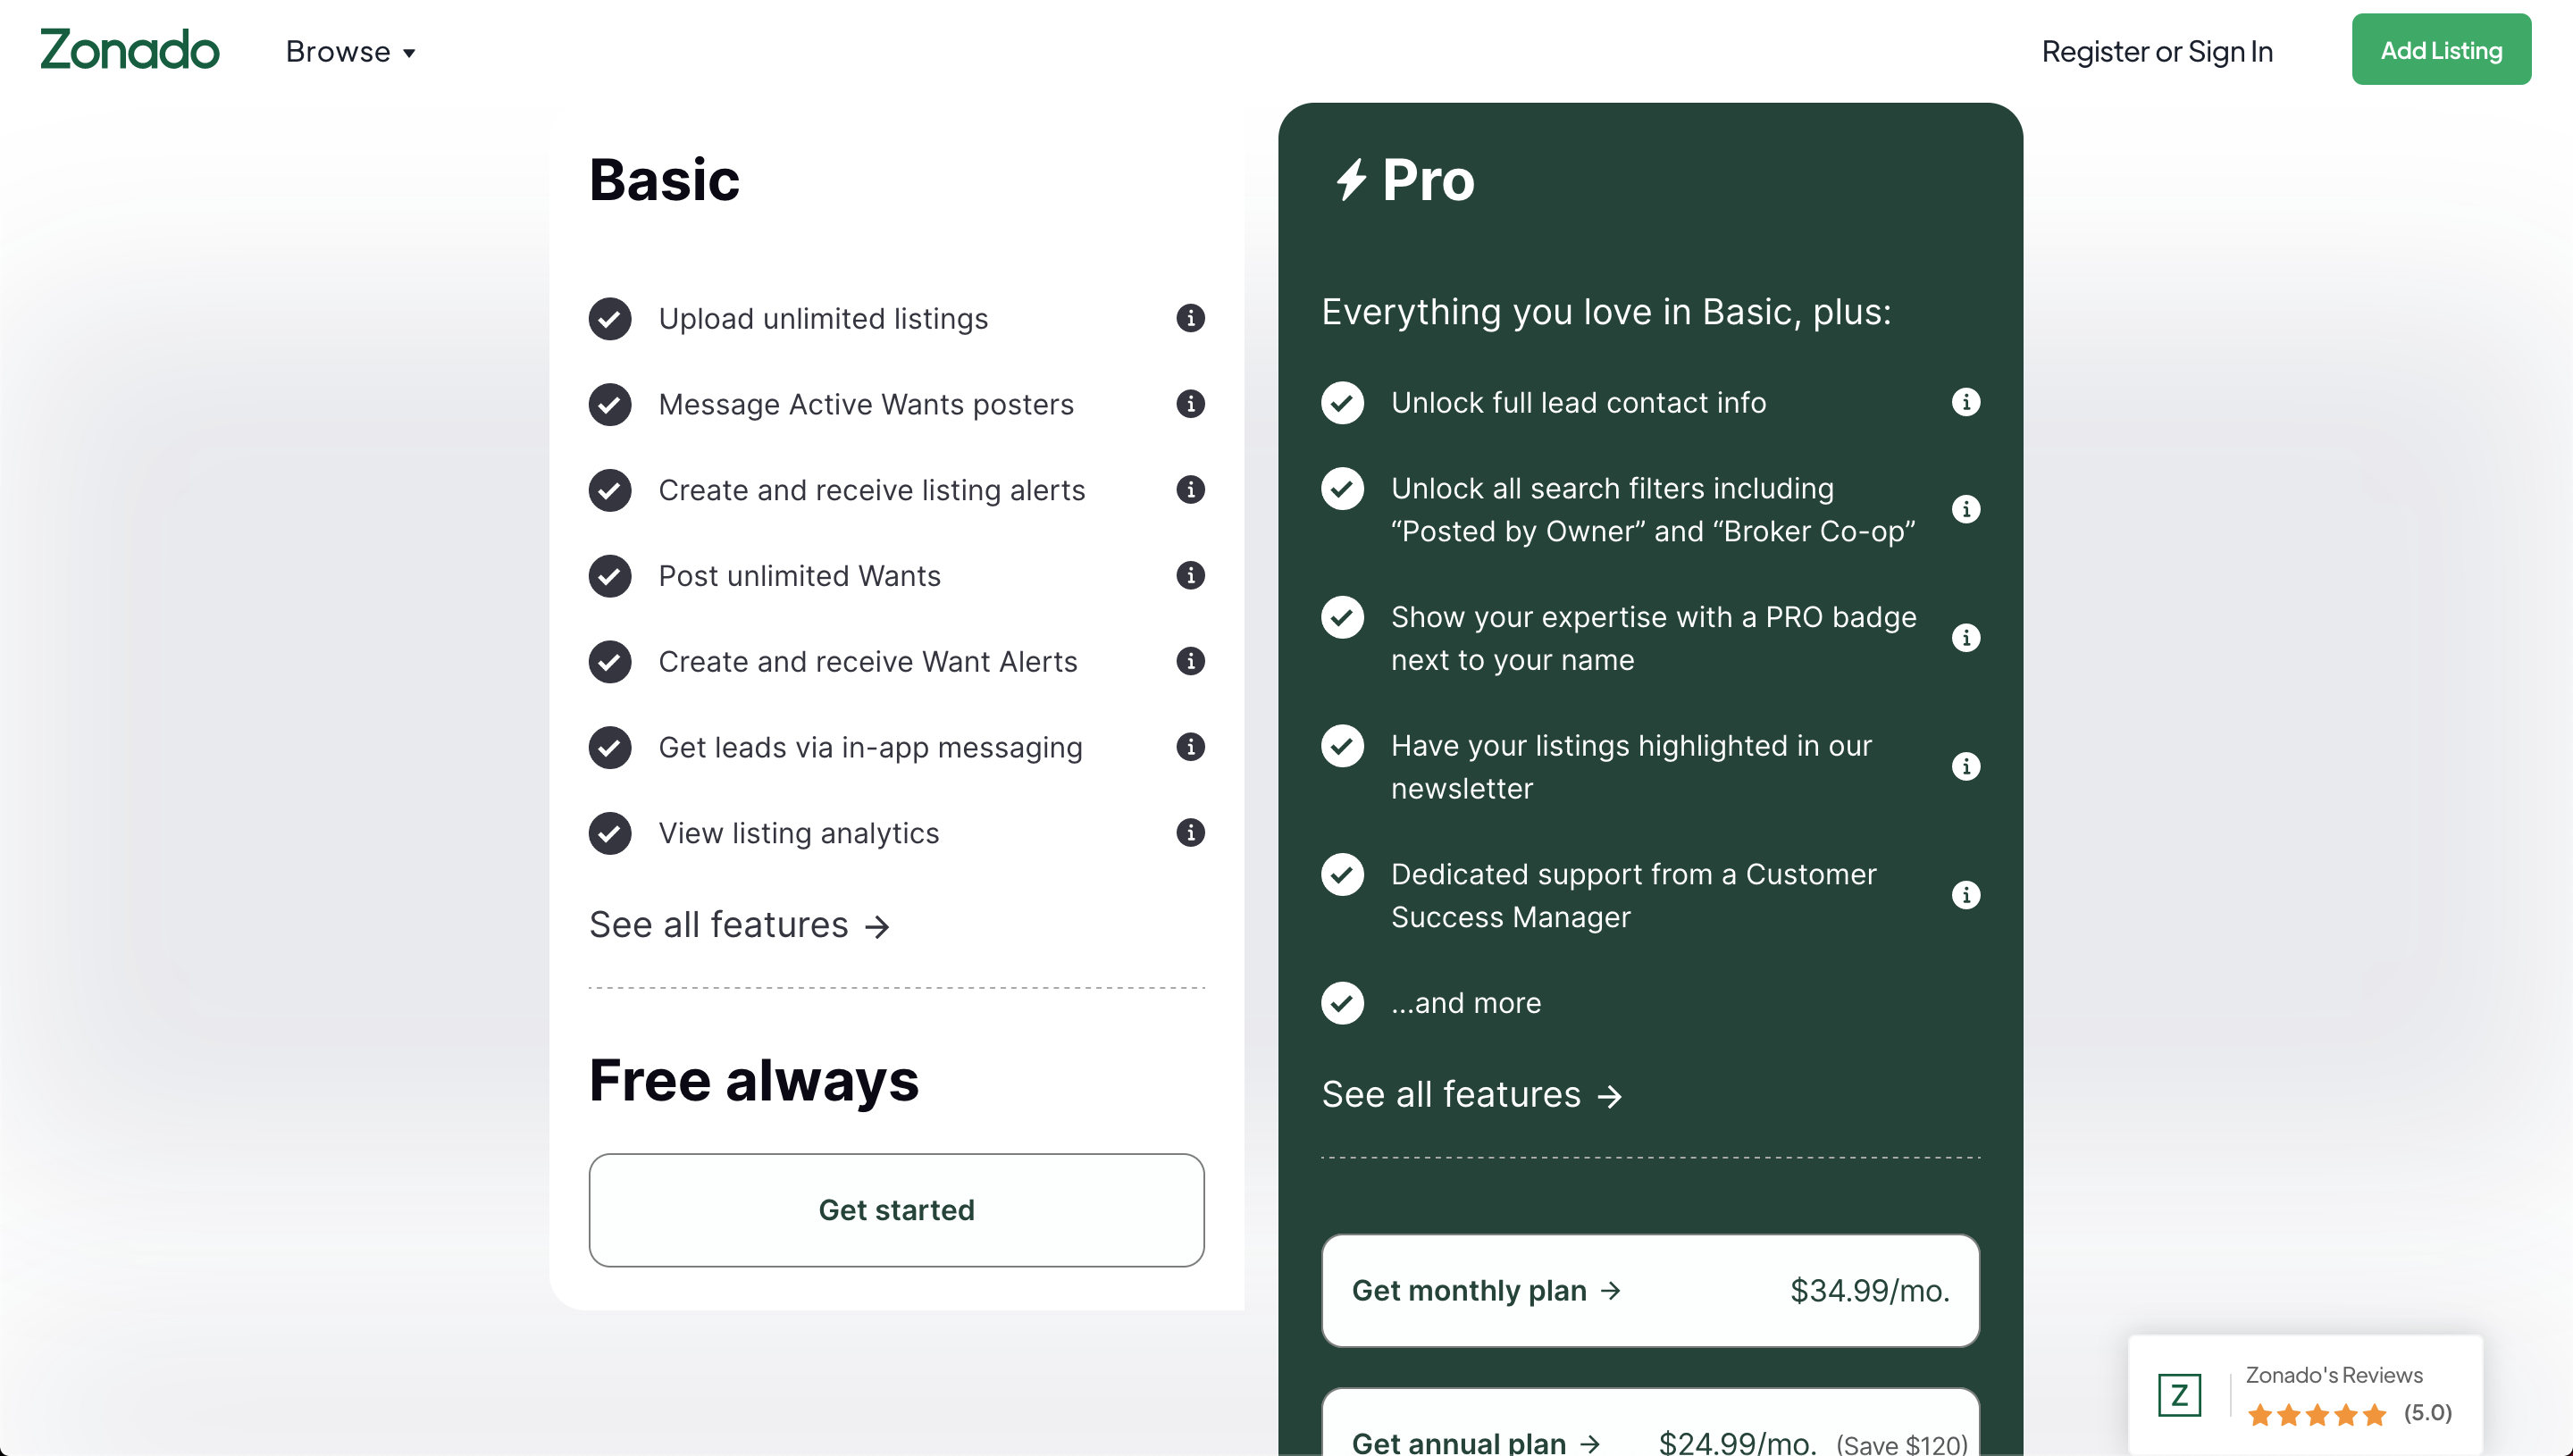 Zonado
Browse
Register or Sign In
Add Listing
Basic
Upload unlimited listings
Message Active Wants posters
Create and receive listing alerts
Post unlimited Wants
Create and receive Want Alerts
Get leads via in-app messaging
View listing analytics
See all features →
Free always
Get started
Pro
Everything you love in Basic, plus:
Unlock full lead contact info
Unlock all search filters including
“Posted by Owner” and “Broker Co-op”
Show your expertise with a PRO badge
next to your name
Have your listings highlighted in our
newsletter
Dedicated support from a Customer
Success Manager
...and more
See all features →
Get monthly plan → $34.99/mo.
Get annual plan → $24.99/mo. (Save $120)
Z
Zonado's Reviews
(5.0)